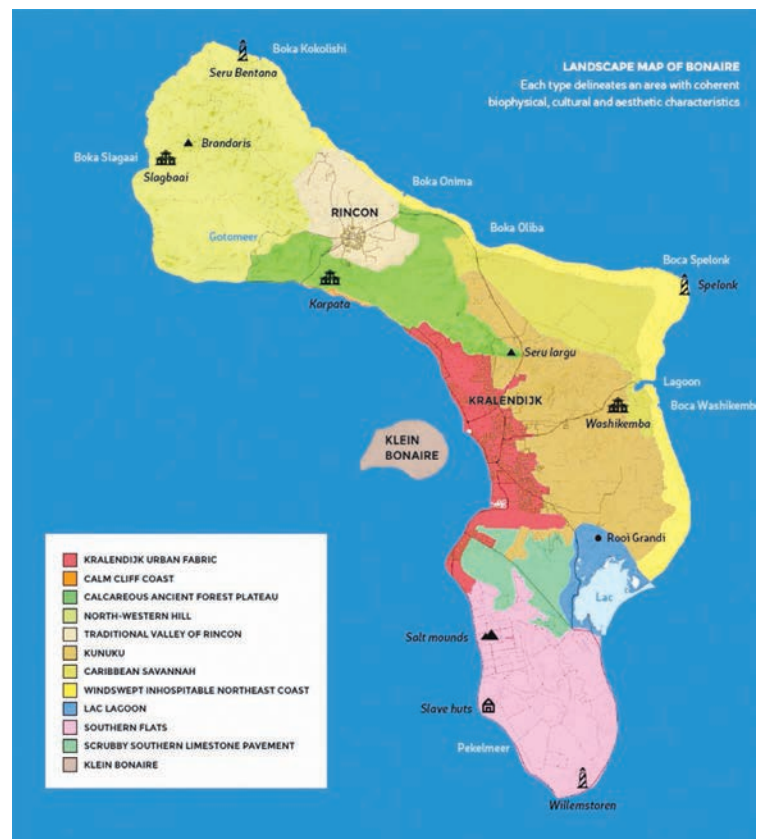 LANDSCAPE MAP OF BONAIRE
Each type delineates an area with coherent
biophysical, cultural and aesthetic characteristics
Boka Kokolishi
Seru Bentana
Brandaris
Boka Slagaai
Slagbaai
Boka Onima
RINCON
Boka Oliba
Gotomeer
Boca Spelonk
Spelonk
Karpata
Seru largu
Lagoon
KRALENDIJK
Boca Washikemb
Washikemba
KLEIN
BONAIRE
Rooi Grandi
Lac
Salt mounds
Slave huts
Pekelmeer
Willemstoren
KRALENDIJK URBAN FABRIC
CALM CLIFF COAST
CALCAREOUS ANCIENT FOREST PLATEAU
NORTH-WESTERN HILL
TRADITIONAL VALLEY OF RINCON
KUNUKU
CARIBBEAN SAVANNAH
WINDSWEPT INHOSPITABLE NORTHEAST COAST
LAC LAGOON
SOUTHERN FLATS
SCRUBBY SOUTHERN LIMESTONE PAVEMENT
KLEIN BONAIRE